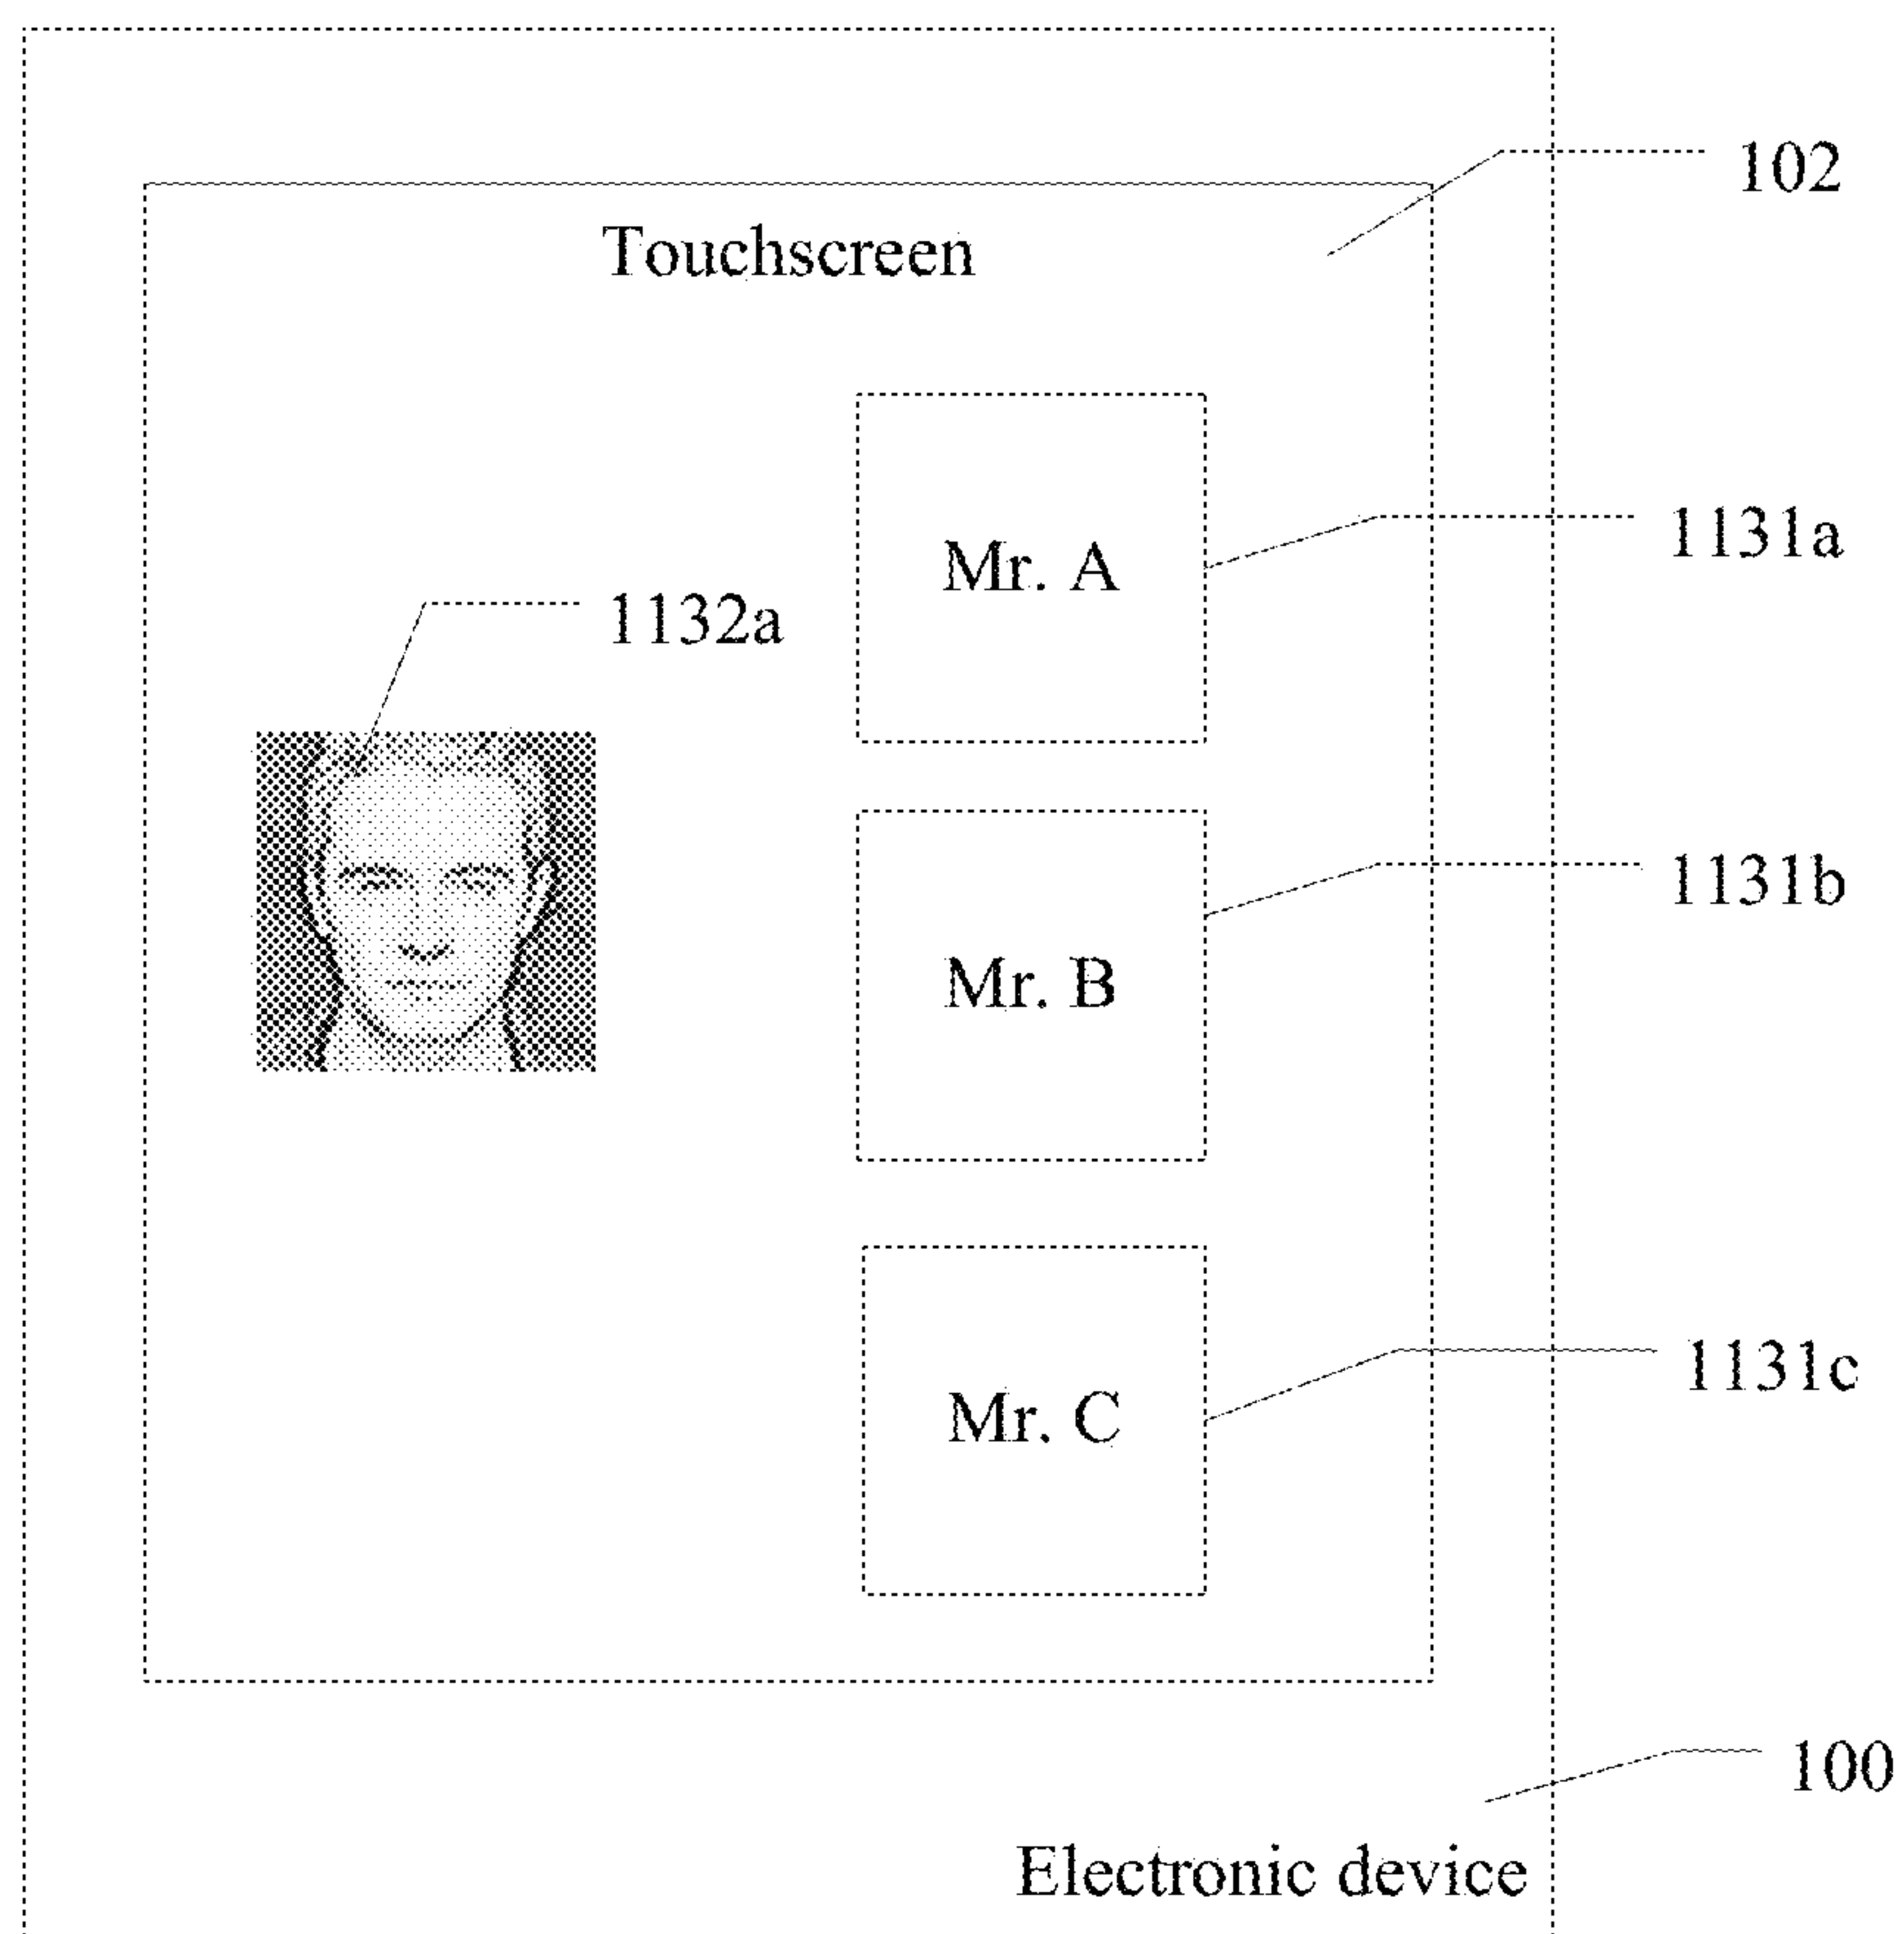 102
Touchscreen
1131a
Mr. A
1132a
1131b
Mr. B
1131c
Mr. C
100
Electronic device